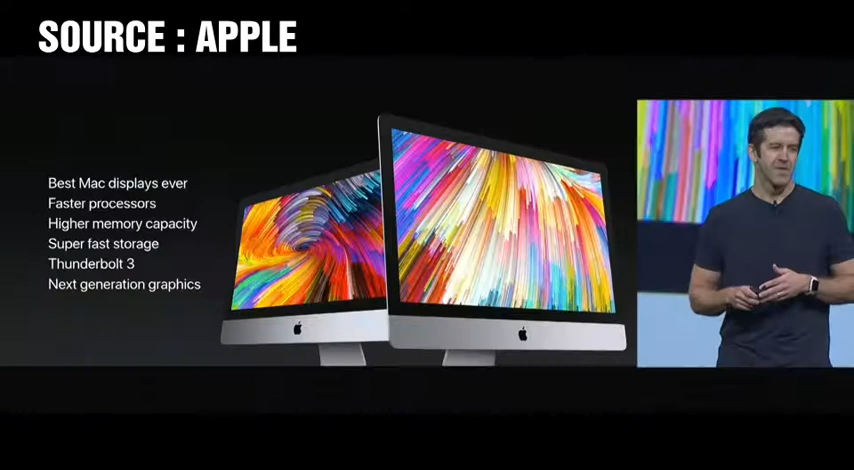 SOURCE : APPLE
Best Mac displays ever
Faster processors
Higher memory capacity
Super fast storage
Thunderbolt 3
Next generation graphics